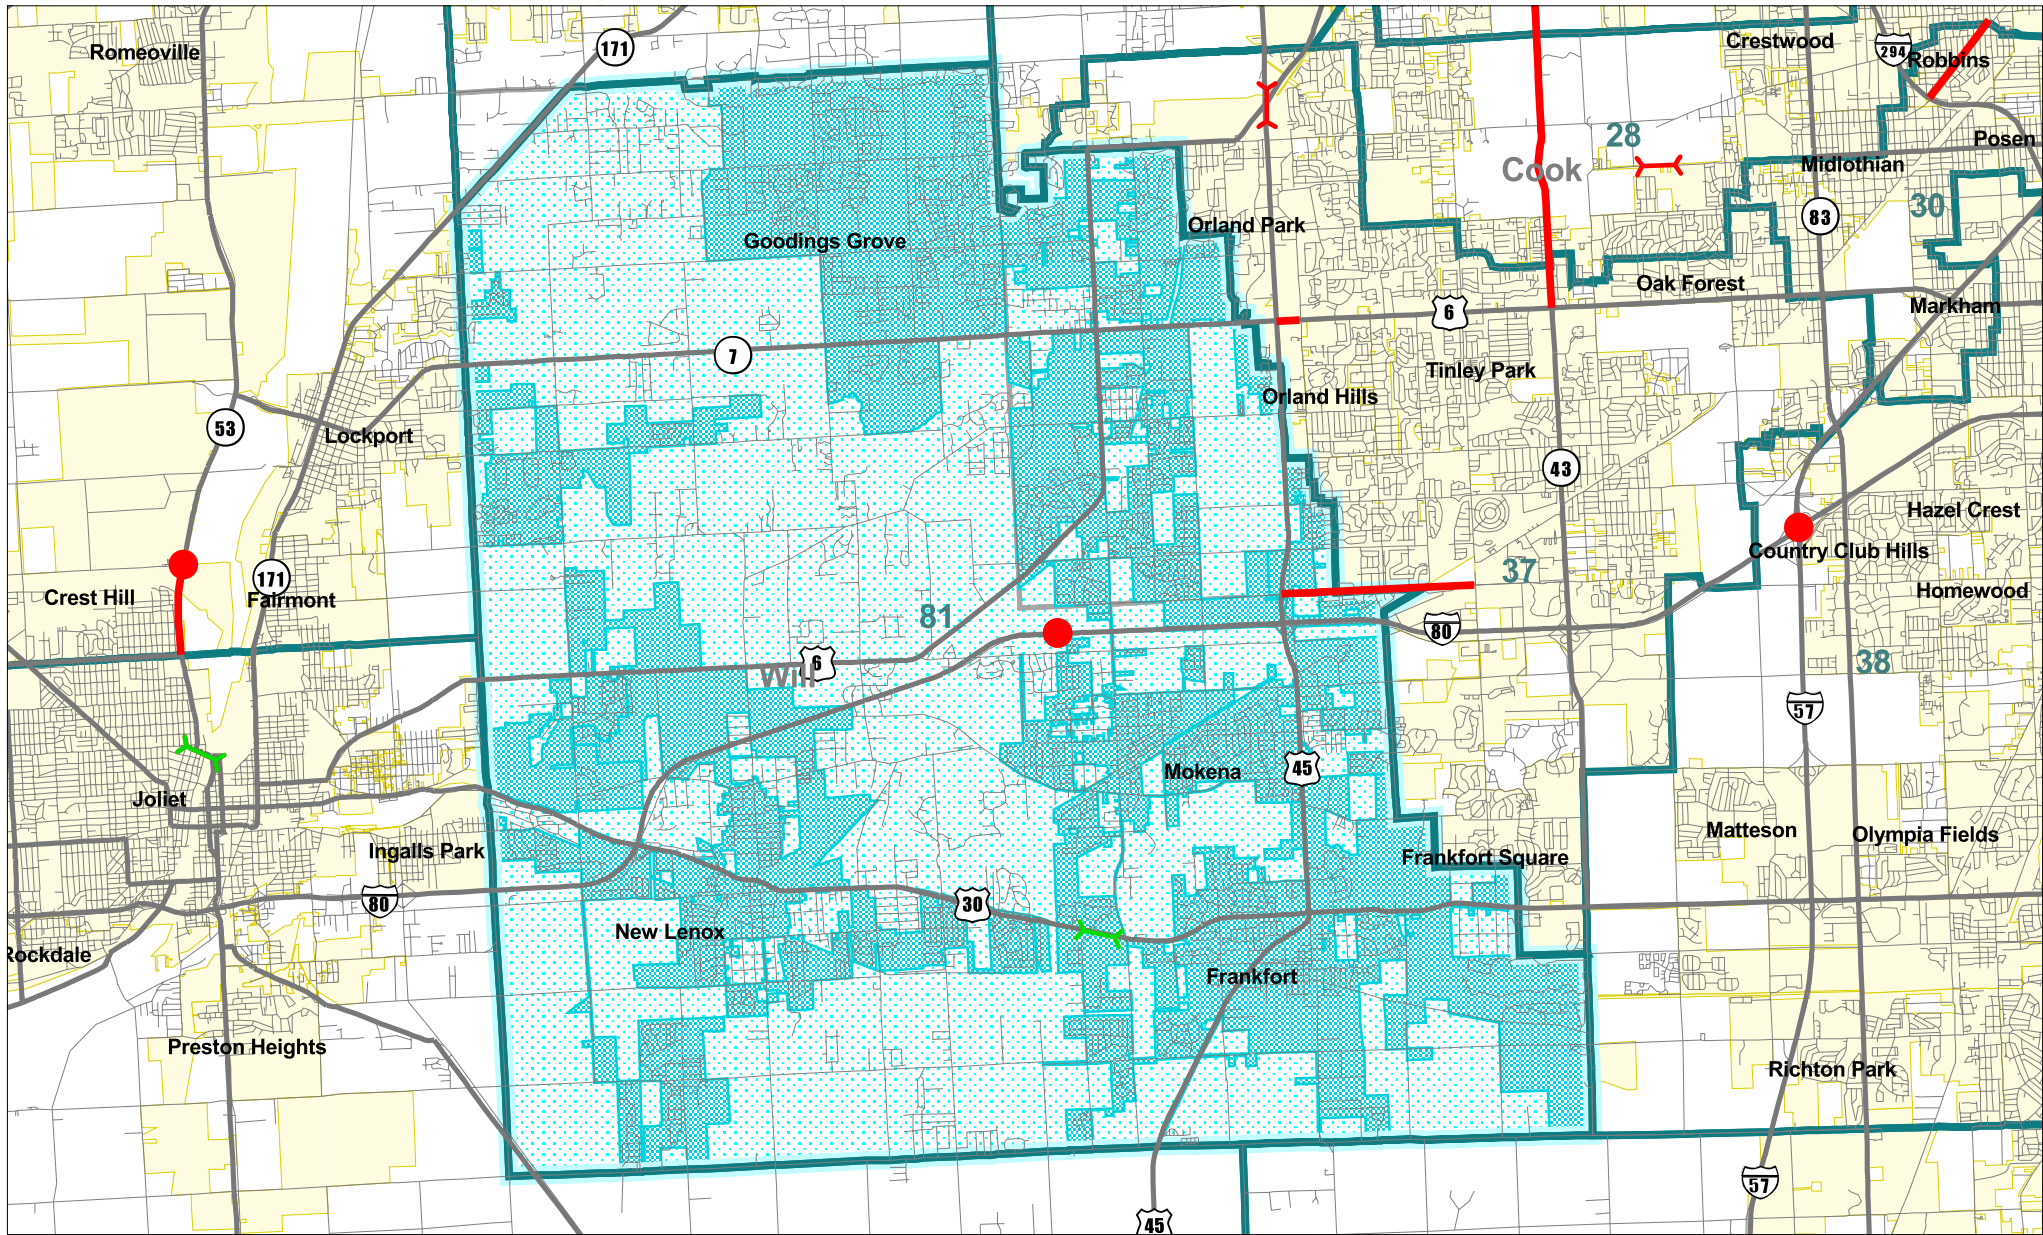 171
Romeoville
Crestwood
294
Robbins
28
Posen
Cook
Midlothian
30
83
Orland Park
Goodings Grove
Oak Forest
Markham
6
7
Tinley Park
Orland Hills
53
Lockport
43
Hazel Crest
Country Club Hills
171
37
Crest Hill
Fairmont
Homewood
81
80
6
Will
38
57
45
Mokena
Joliet
Matteson
Olympia Fields
Ingalls Park
Frankfort Square
80
30
New Lenox
Rockdale
Frankfort
Preston Heights
Richton Park
57
45